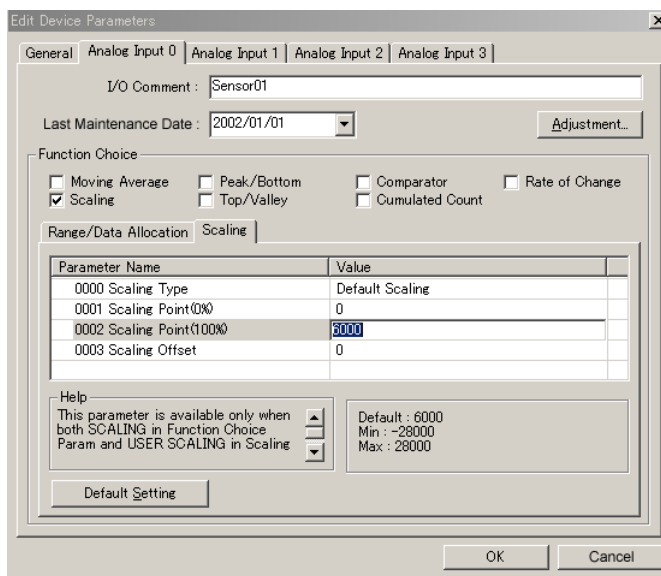 Edit Device Parameters
General Analog Input 0 Analog Input 1 Analog Input 2 Analog Input 3
I/O Comment : Sensor01
Last Maintenance Date : 2002/01/01 Adjustment...
Function Choice
Moving Average Peak/Bottom Comparator Rate of Change
Scaling Top/Valley Cumulated Count
Range/Data Allocation Scaling
Parameter Name Value
0000 Scaling Type Default Scaling
0001 Scaling Point(0%) 0
0002 Scaling Point(100%) 6000
0003 Scaling Offset 0
Help
This parameter is available only when
both SCALING in Function Choice
Param and USER SCALING in Scaling
Default : 6000
Min : -28000
Max : 28000
Default Setting
OK Cancel